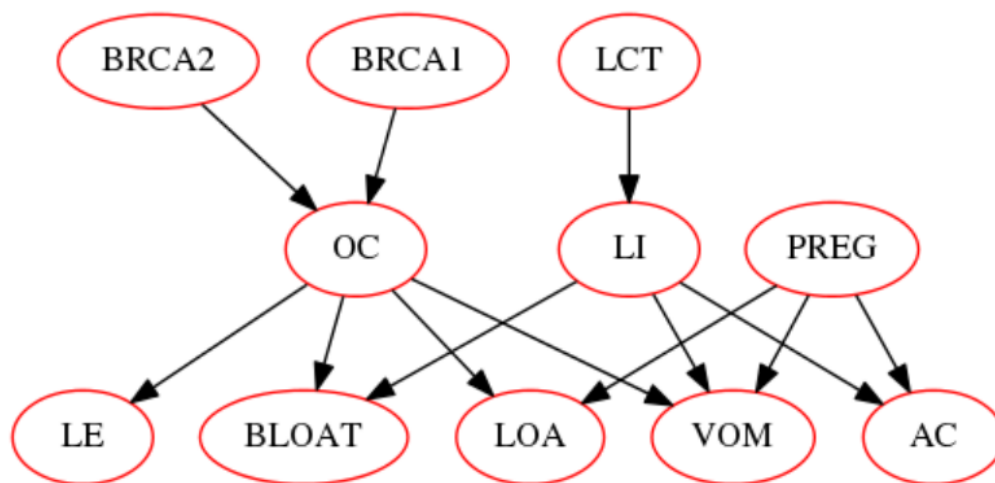 BRCA2 BRCA1 LCT
OC LI PREG
LE BLOAT LOA VOM AC